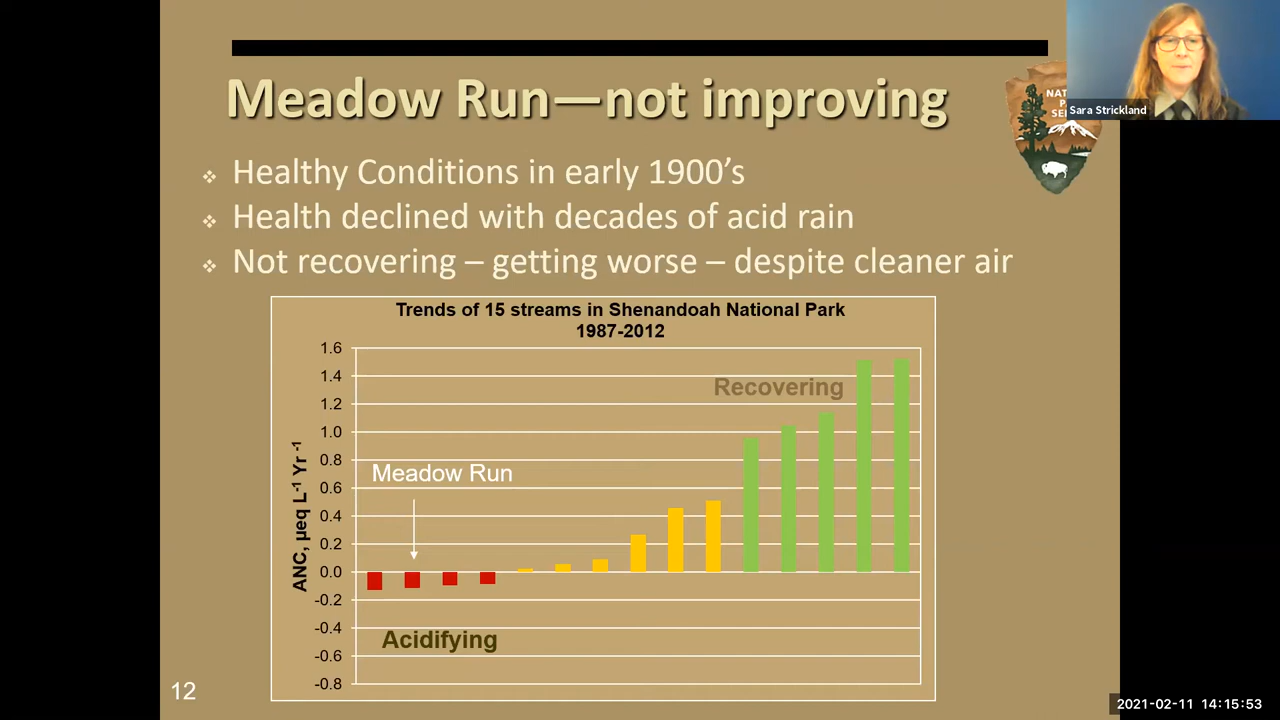 Meadow Run—not improving
NAT
P
SE
Sara Strickland
Healthy Conditions in early 1900’s
Health declined with decades of acid rain
Not recovering – getting worse – despite cleaner air
Trends of 15 streams in Shenandoah National Park
1987-2012
1.6
1.4
1.2
1.0
0.8
0.6
0.4
0.2
0.0
-0.2
-0.4
-0.6
-0.8
ANC, µeq L-1 Yr -1
Recovering
Meadow Run
Acidifying
12
2021-02-11 14:15:53